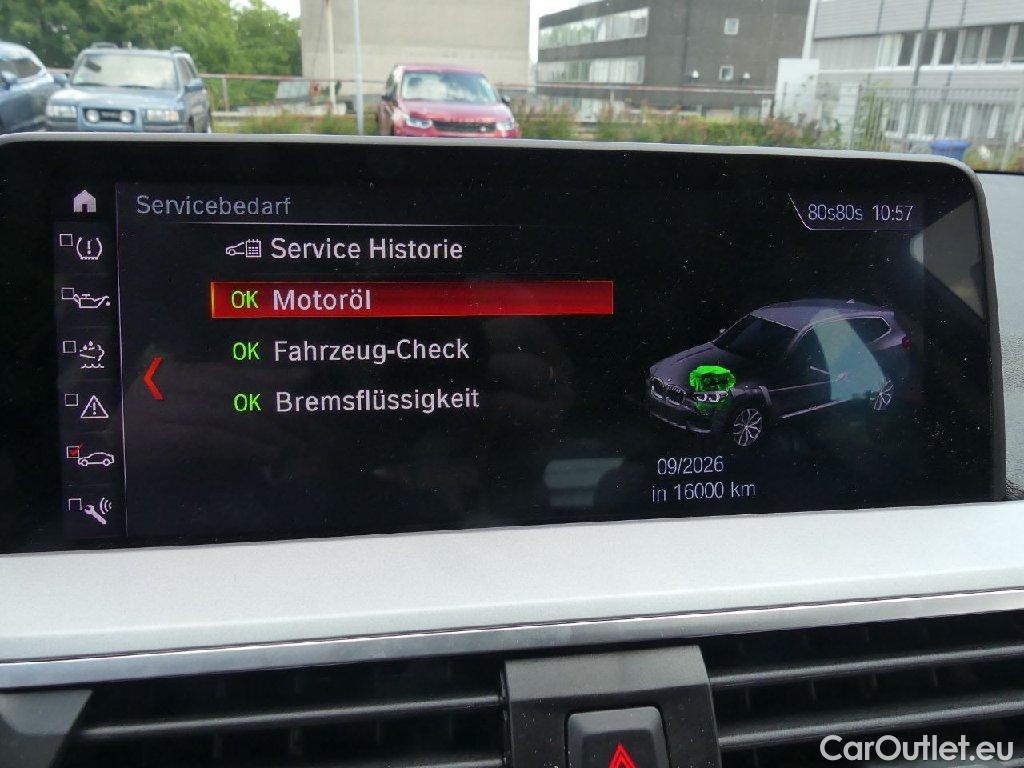 Servicebedarf
80s80s 10:57
Service Historie
OK Motoröl
OK Fahrzeug-Check
OK Bremsflüssigkeit
09/2026
in 16000 km
CarOutlet.eu